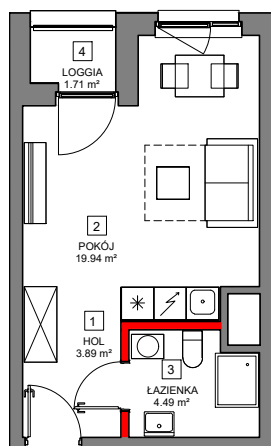 4
LOGGIA
1.71 m²
2
POKÓJ
19.94 m²
1
HOL
3.89 m²
3
ŁAZIENKA
4.49 m²